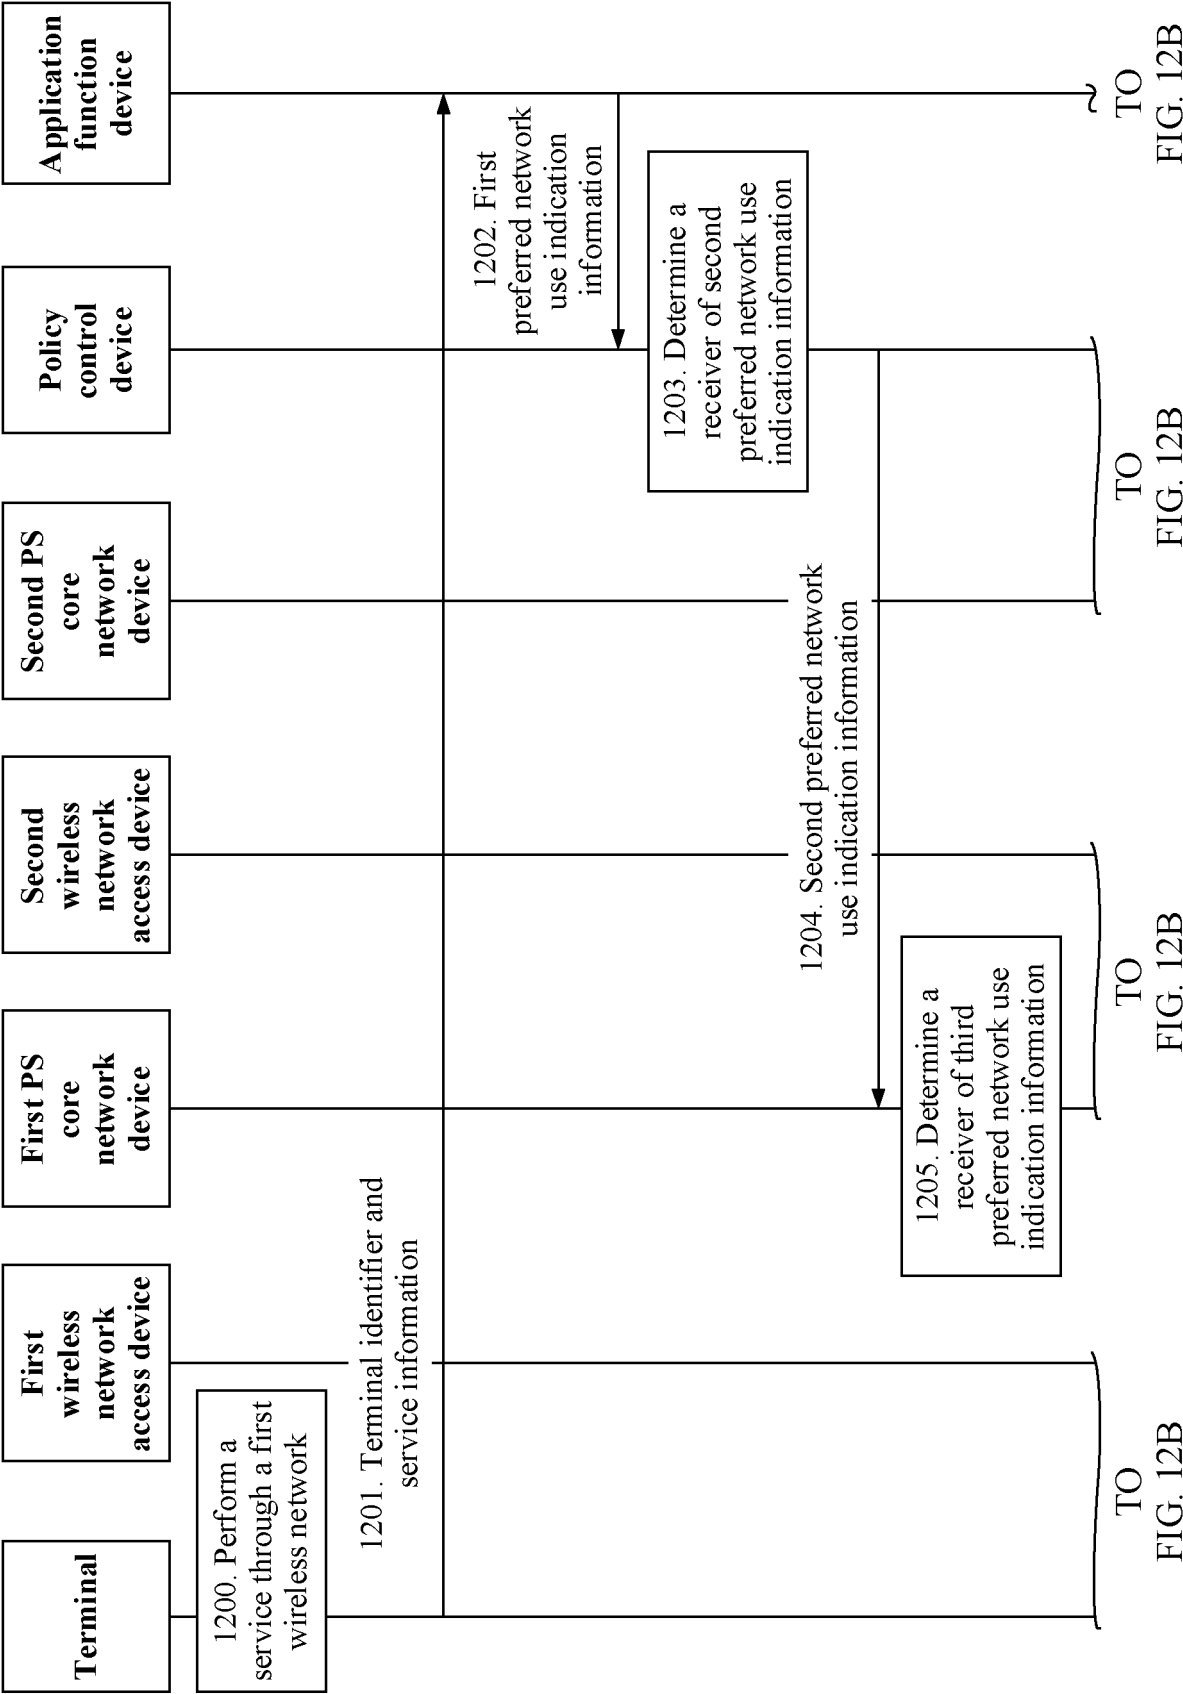 Terminal
First
wireless
network
access device
First PS
core
network
device
Second
wireless
network
access device
Second PS
core
network
device
Policy
control
device
Application
function
device
1200. Perform a
service through a first
wireless network
1201. Terminal identifier and
service information
1202. First
preferred network
use indication
information
1203. Determine a
receiver of second
preferred network use
indication information
1204. Second preferred network
use indication information
1205. Determine a
receiver of third
preferred network use
indication information
TO
FIG. 12B
TO
FIG. 12B
TO
FIG. 12B
TO
FIG. 12B